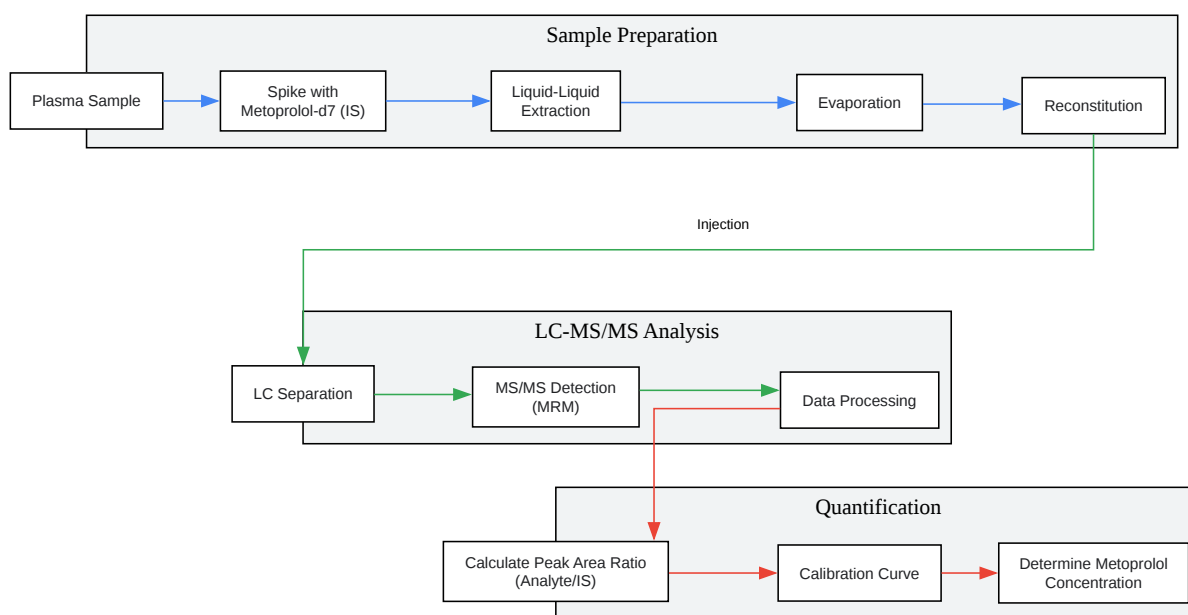 Sample Preparation
Plasma Sample
Spike with
Metoprolol-d7 (IS)
Liquid-Liquid
Extraction
Evaporation
Reconstitution
Injection
LC-MS/MS Analysis
LC Separation
MS/MS Detection
(MRM)
Data Processing
Quantification
Calculate Peak Area Ratio
(Analyte/IS)
Calibration Curve
Determine Metoprolol
Concentration